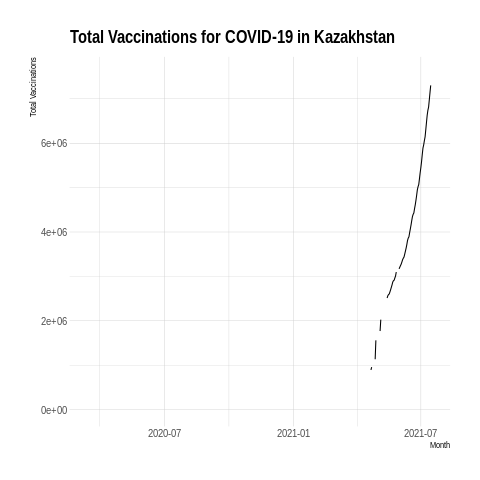 Total Vaccinations for COVID-19 in Kazakhstan
Total Vaccinations
6e+06
4e+06
2e+06
0e+00
2020-07 2021-01 2021-07
Month